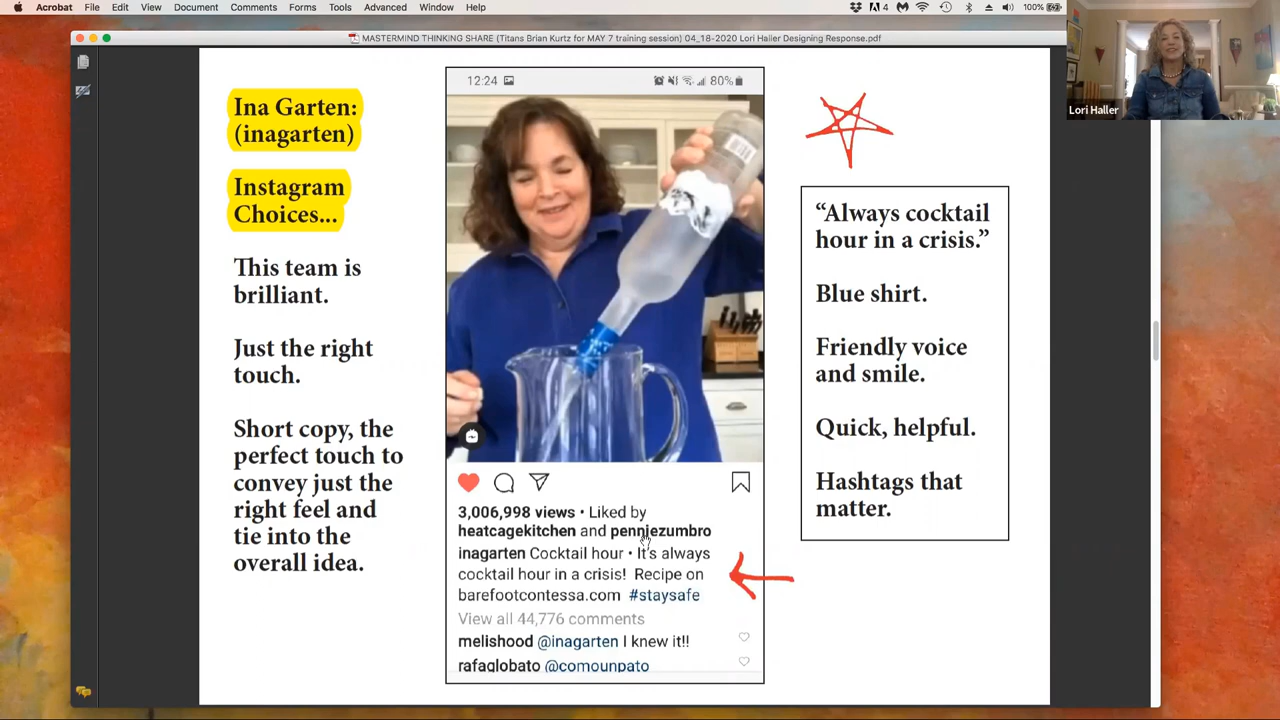 Acrobat File Edit View Document Comments Forms Tools Advanced Window Help
4 100%
MASTERMIND THINKING SHARE (Titans Brian Kurtz for MAY 7 training session) 04_18-2020 Lori Haller Designing Response.pdf
Lori Haller
Ina Garten:
(inagarten)
Instagram
Choices...
This team is
brilliant.
Just the right
touch.
Short copy, the
perfect touch to
convey just the
right feel and
tie into the
overall idea.
12:24 80%
3,006,998 views • Liked by
heatcagekitchen and penniezumbro
inagarten Cocktail hour • It's always
cocktail hour in a crisis! Recipe on
barefootcontessa.com #staysafe
View all 44,776 comments
melishood @inagarten I knew it!!
rafaglobato @comounpato
“Always cocktail
hour in a crisis.”
Blue shirt.
Friendly voice
and smile.
Quick, helpful.
Hashtags that
matter.